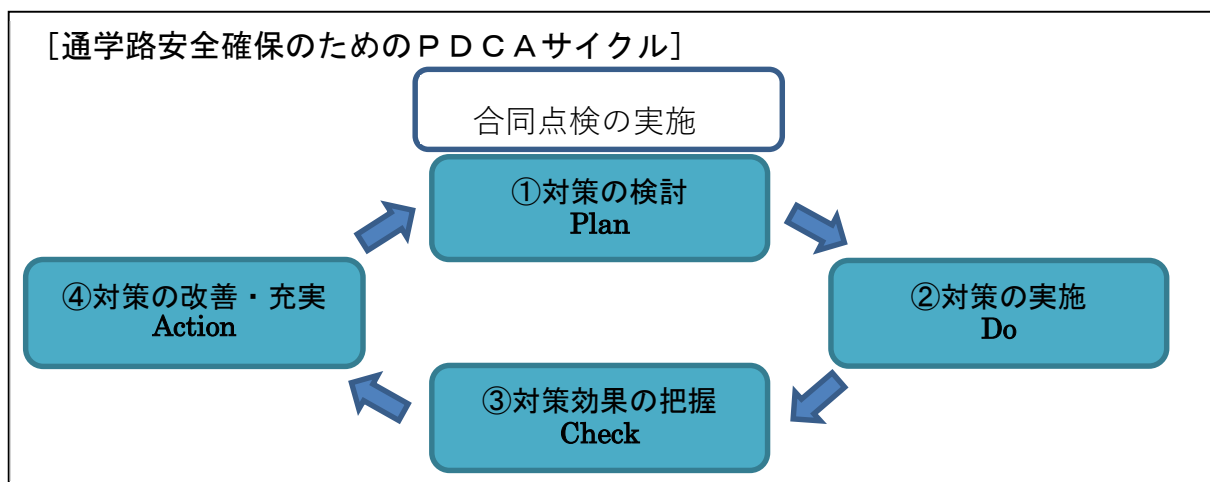 ［通学路安全確保のためのＰＤＣＡサイクル］
合同点検の実施
①対策の検討
Plan
②対策の実施
Do
③対策効果の把握
Check
④対策の改善・充実
Action